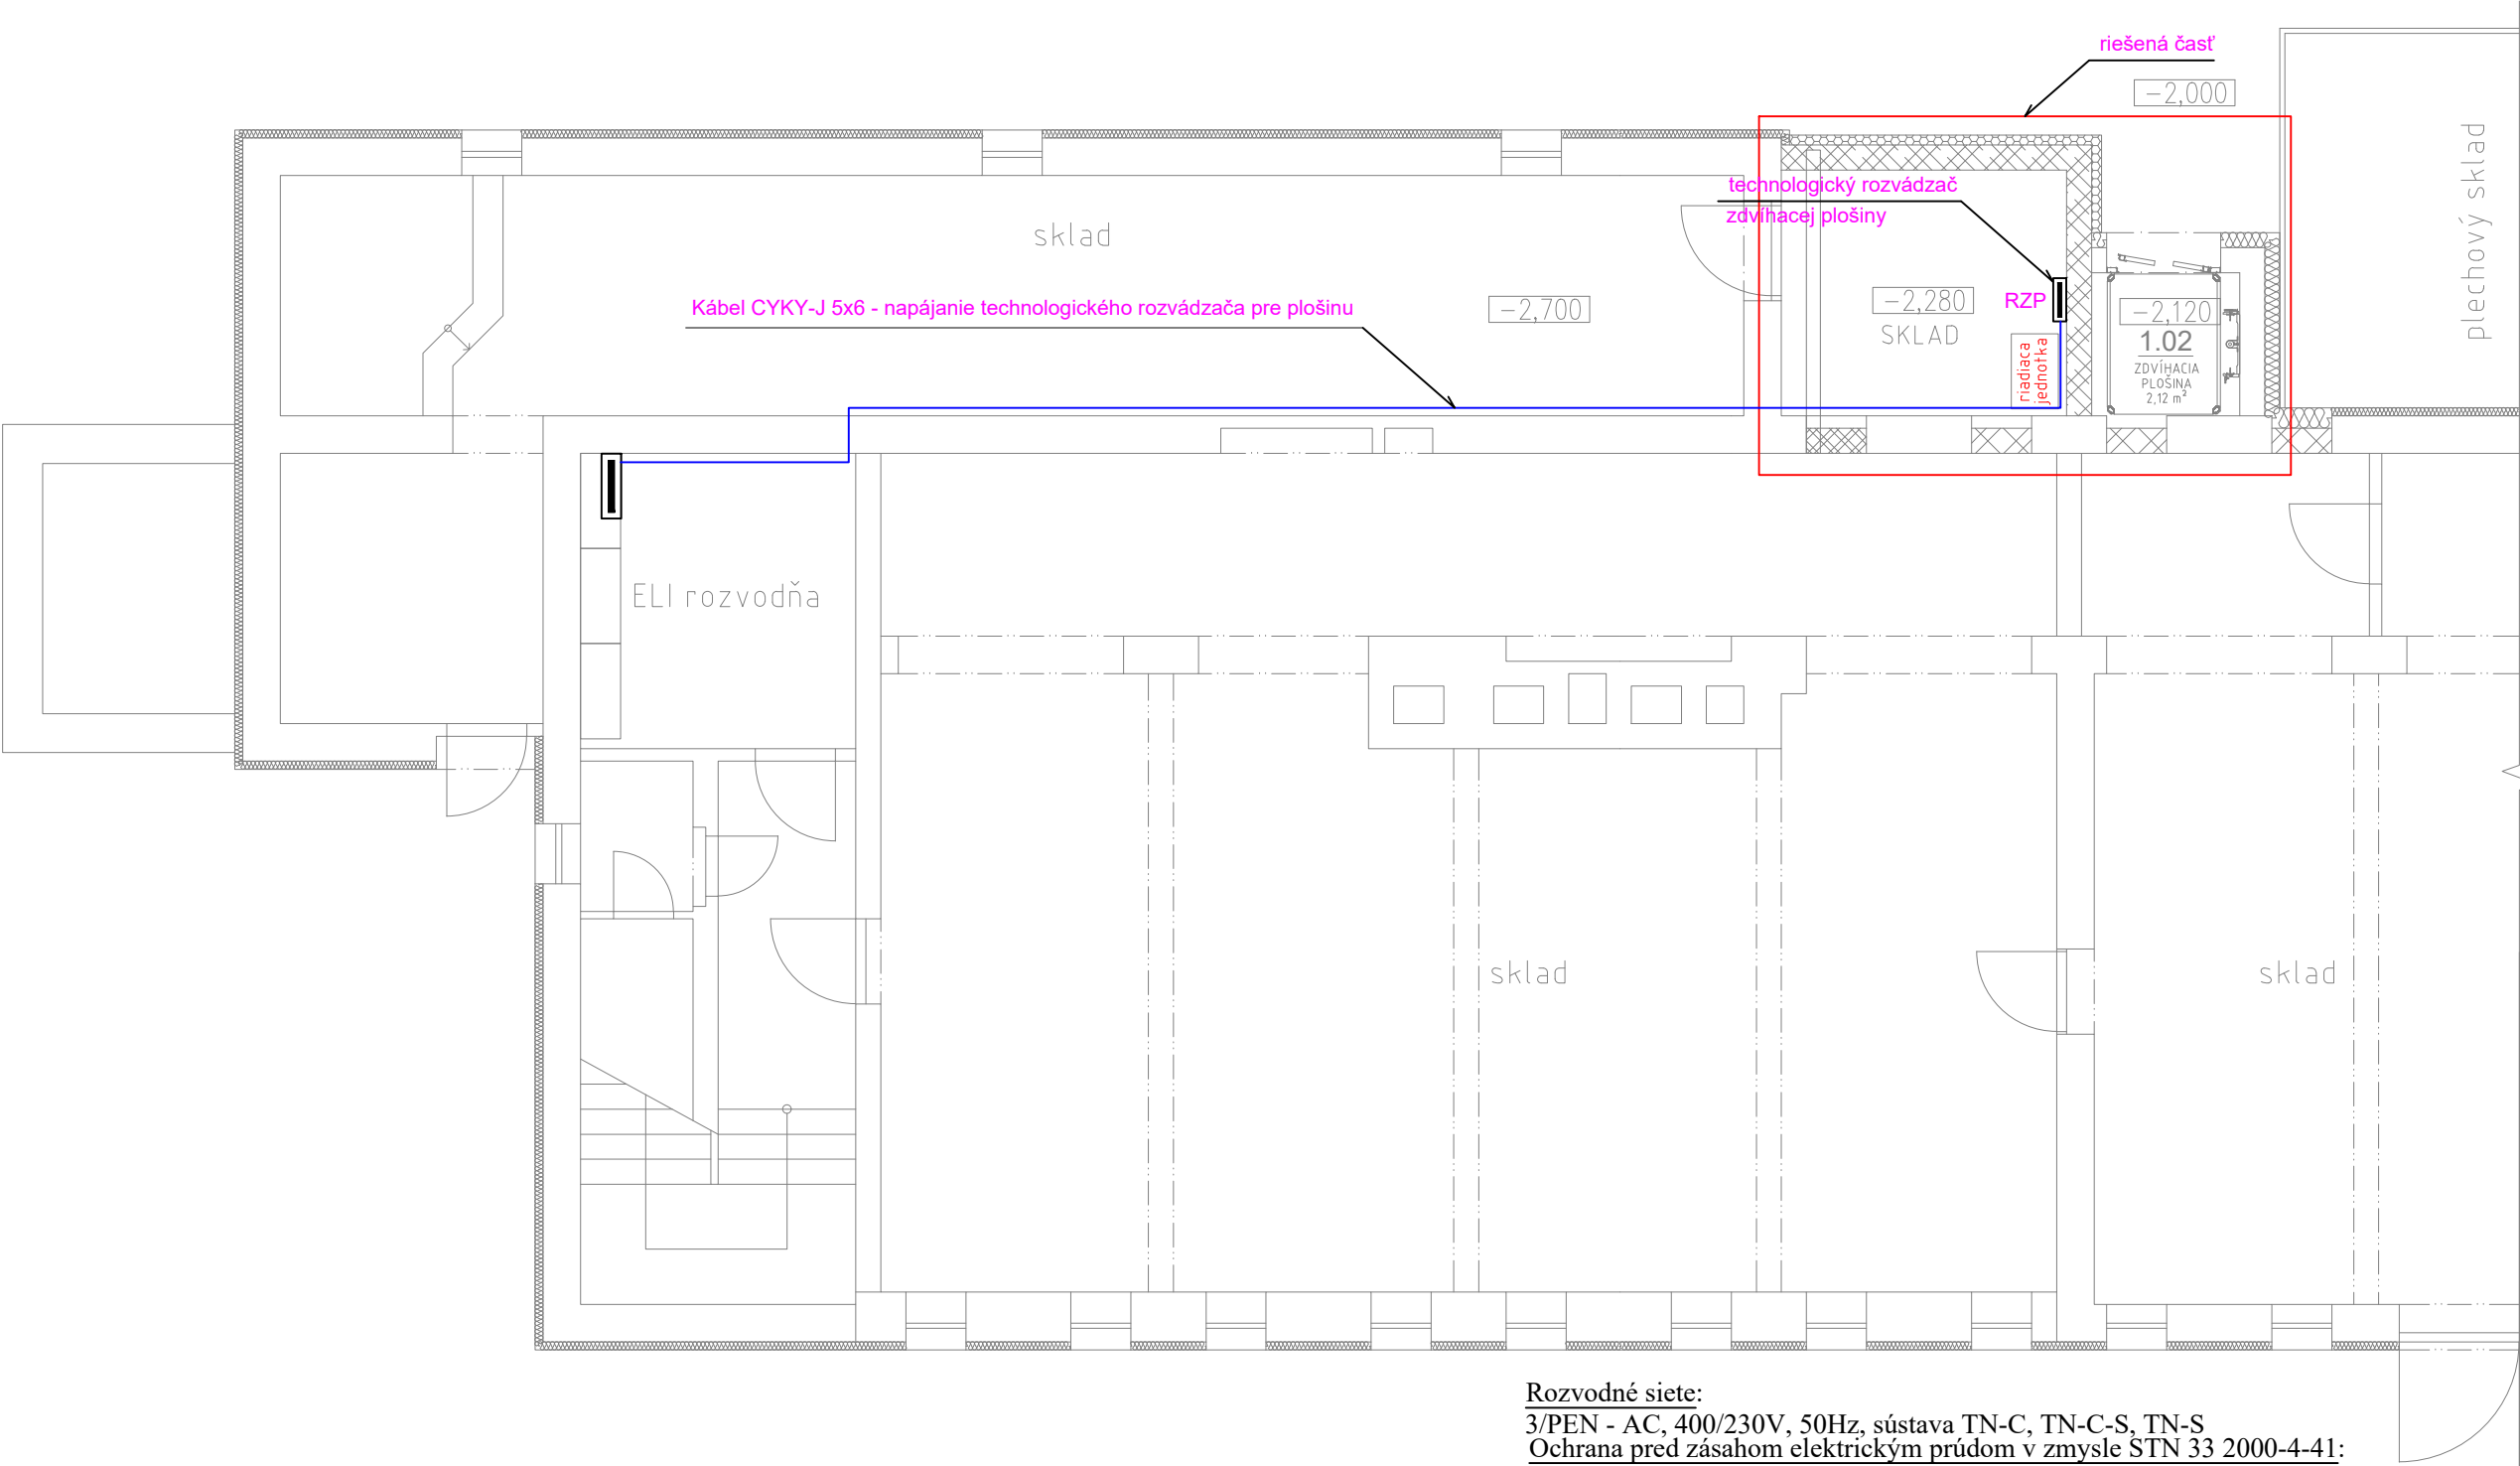 riešená časť
-2,000
plechový sklad
technologický rozvádzač
zdvíhacej plošiny
sklad
Kábel CYKY-J 5x6 - napájanie technologického rozvádzača pre plošinu
-2,700
-2,280
SKLAD
RZP
riadiaca
jednotka
-2,120
1.02
ZDVÍHACIA
PLOŠINA
2,12 m²
ELI rozvodňa
sklad
sklad
Rozvodné siete:
3/PEN - AC, 400/230V, 50Hz, sústava TN-C, TN-C-S, TN-S
Ochrana pred zásahom elektrickým prúdom v zmysle STN 33 2000-4-41: